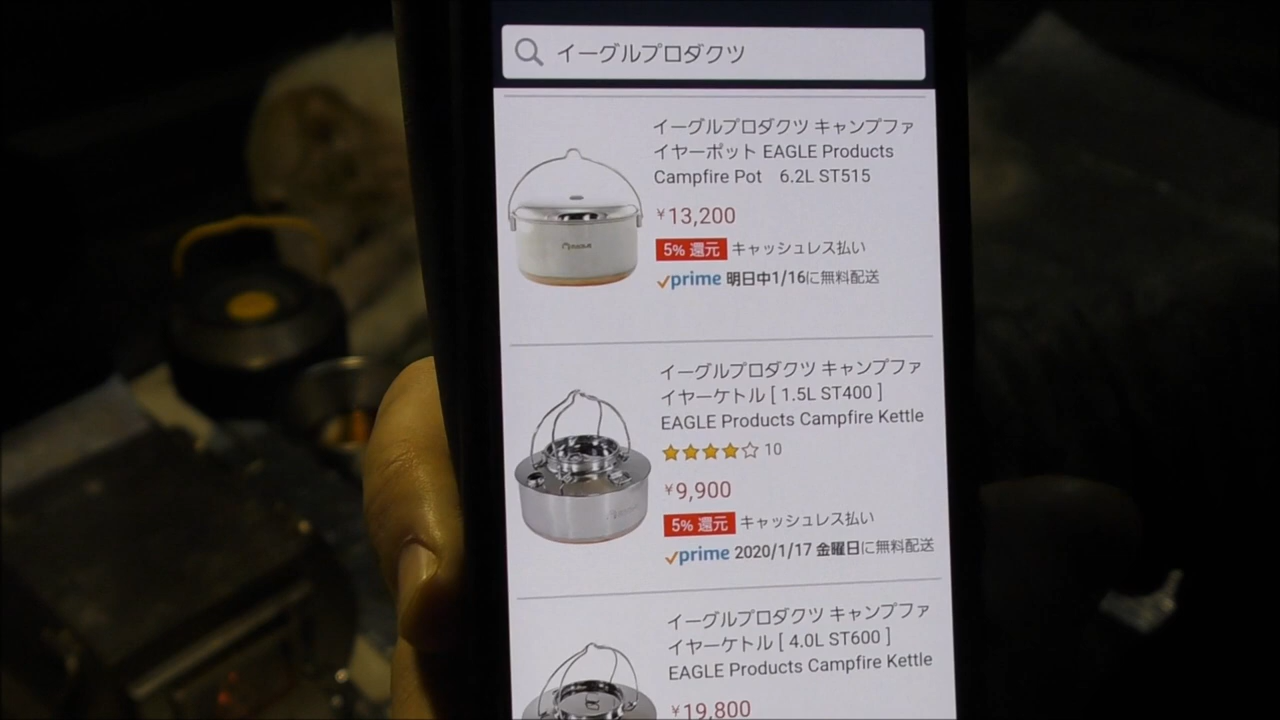 イーグルプロダクツ
イーグルプロダクツ キャンプファ
イヤーポット EAGLE Products
Campfire Pot 6.2L ST515
¥13,200
5% 還元 キャッシュレス払い
prime 明日中1/16に無料配送
イーグルプロダクツ キャンプファ
イヤーケトル [ 1.5L ST400 ]
EAGLE Products Campfire Kettle
10
¥9,900
5% 還元 キャッシュレス払い
prime 2020/1/17 金曜日に無料配送
イーグルプロダクツ キャンプファ
イヤーケトル [ 4.0L ST600 ]
EAGLE Products Campfire Kettle
¥19,800